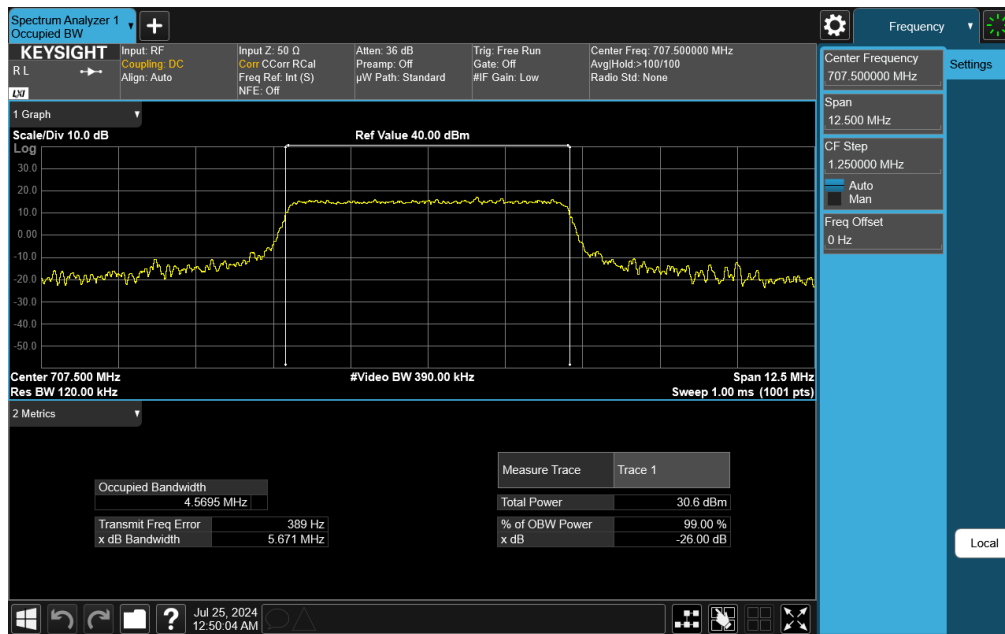 Spectrum Analyzer 1
Occupied BW
Frequency
KEYSIGHT
R L
LXI
Input: RF
Coupling: DC
Align: Auto
Input Z: 50 Ω
Corr CCorr RCal
Freq Ref: Int (S)
NFE: Off
Atten: 36 dB
Preamp: Off
µW Path: Standard
Trig: Free Run
Gate: Off
#IF Gain: Low
Center Freq: 707.500000 MHz
Avg|Hold:>100/100
Radio Std: None
Center Frequency
707.500000 MHz
Settings
Span
12.500 MHz
CF Step
1.250000 MHz
Auto
Man
Freq Offset
0 Hz
1 Graph
Scale/Div 10.0 dB
Ref Value 40.00 dBm
Log
30.0
20.0
10.0
0.00
-10.0
-20.0
-30.0
-40.0
-50.0
Center 707.500 MHz
#Video BW 390.00 kHz
Span 12.5 MHz
Res BW 120.00 kHz
Sweep 1.00 ms (1001 pts)
2 Metrics
Measure Trace
Trace 1
Occupied Bandwidth
4.5695 MHz
Total Power
30.6 dBm
Transmit Freq Error
389 Hz
% of OBW Power
99.00 %
x dB Bandwidth
5.671 MHz
x dB
-26.00 dB
Local
Jul 25, 2024
12:50:04 AM